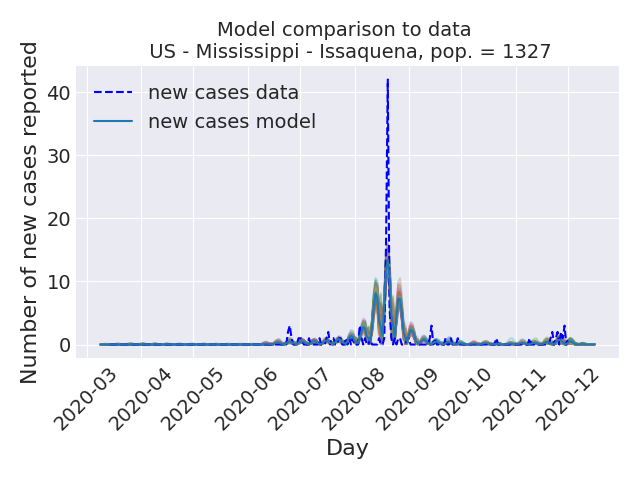 Model comparison to data
US - Mississippi - Issaquena, pop. = 1327
Number of new cases reported
40
30
20
10
0
new cases data
new cases model
2020-03
2020-04
2020-05
2020-06
2020-07
2020-08
2020-09
2020-10
2020-11
2020-12
Day